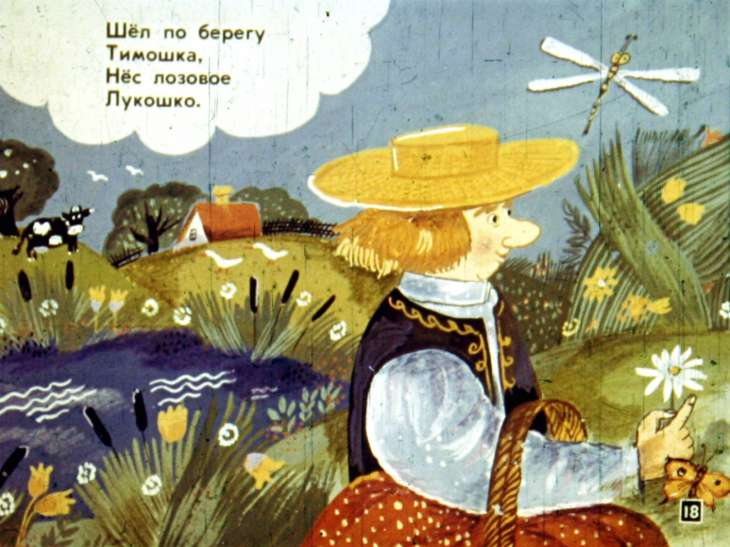 Шёл по берегу
Тимошка,
Нёс лозовое
Лукошко.
18